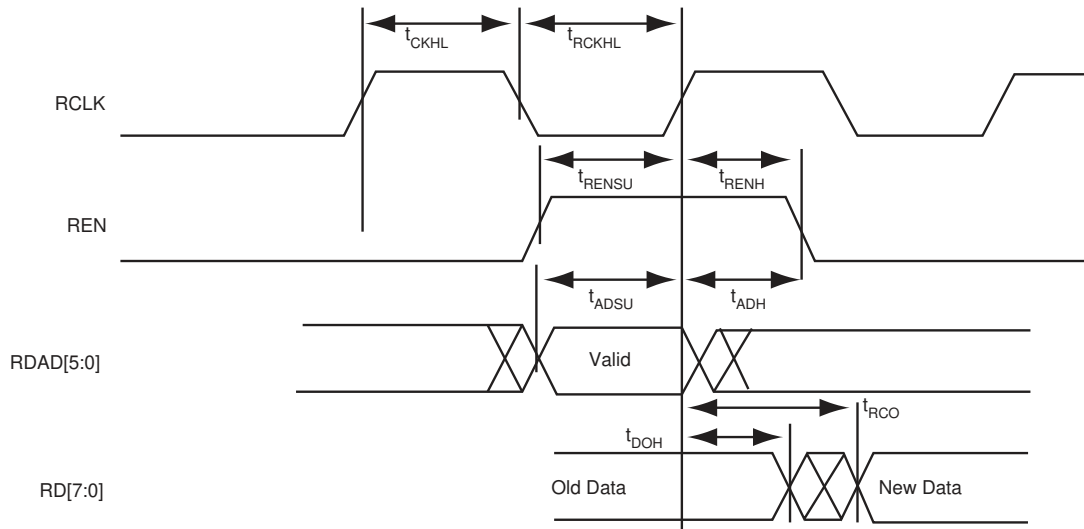 tCKHL tRCKHL
RCLK
tRENSU tRENH
REN
tADSU tADH
RDAD[5:0] Valid
tRCO
tDOH
RD[7:0] Old Data New Data